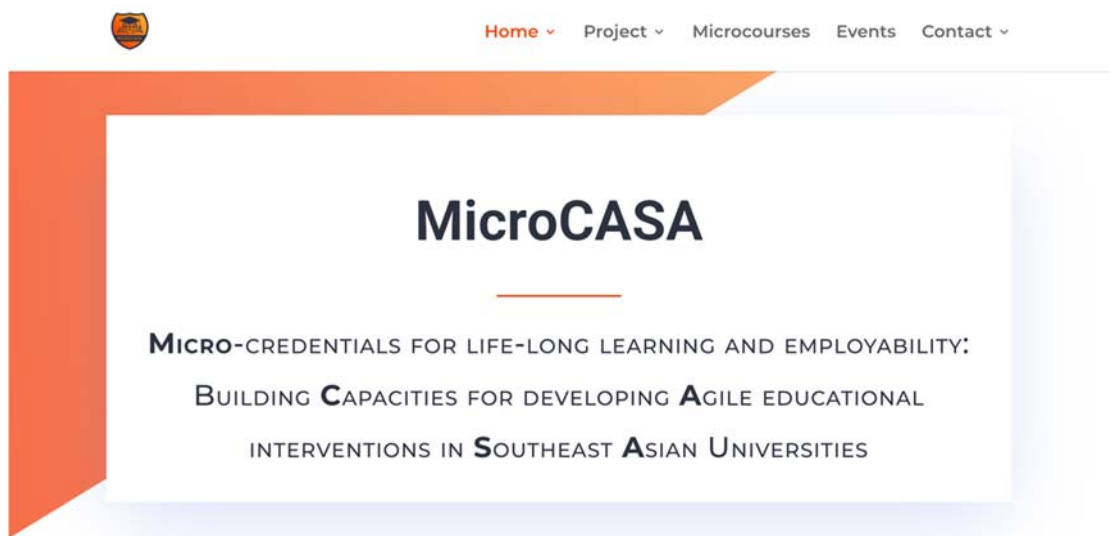 Home Project Microcourses Events Contact
MicroCASA
MICRO-CREDENTIALS FOR LIFE-LONG LEARNING AND EMPLOYABILITY:
BUILDING CAPACITIES FOR DEVELOPING AGILE EDUCATIONAL
INTERVENTIONS IN SOUTHEAST ASIAN UNIVERSITIES